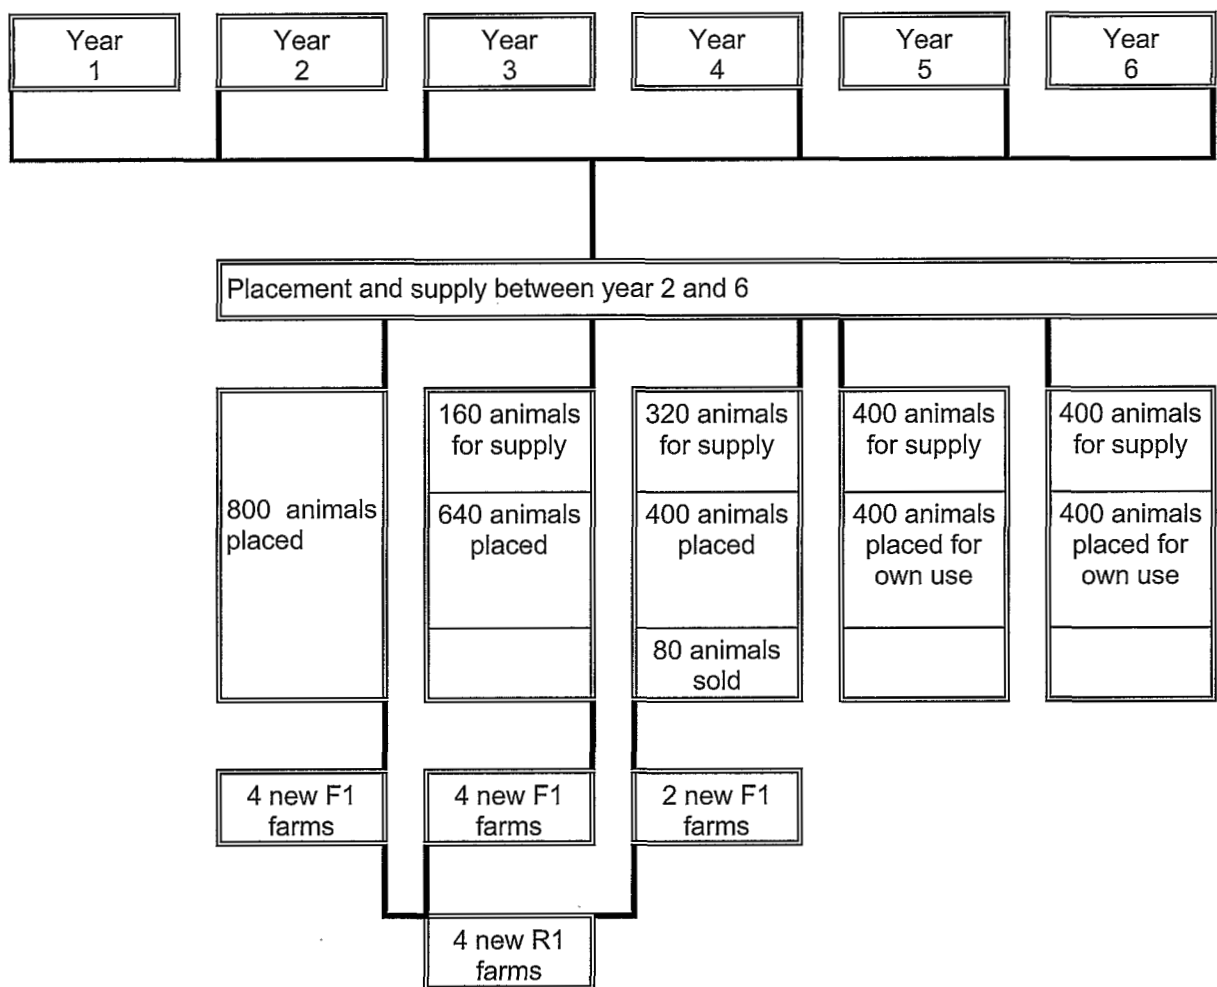 Year
1
Year
2
Year
3
Year
4
Year
5
Year
6
Placement and supply between year 2 and 6
800 animals
placed
160 animals
for supply
640 animals
placed
320 animals
for supply
400 animals
placed
80 animals
sold
400 animals
for supply
400 animals
placed for
own use
400 animals
for supply
400 animals
placed for
own use
4 new F1
farms
4 new F1
farms
2 new F1
farms
4 new R1
farms